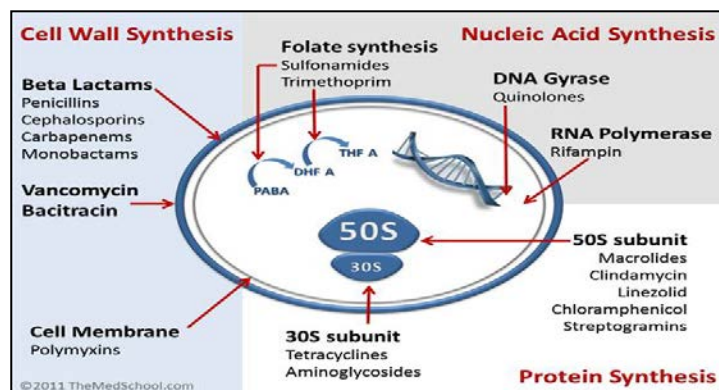 Cell Wall Synthesis
Beta Lactams
Penicillins
Cephalosporins
Carbapenems
Monobactams
Vancomycin
Bacitracin
Cell Membrane
Polymyxins
©2011 TheMedSchool.com
Folate synthesis
Sulfonamides
Trimethoprim
PABA
DHF A
THF A
Nucleic Acid Synthesis
DNA Gyrase
Quinolones
RNA Polymerase
Rifampin
50S
30S
50S subunit
Macrolides
Clindamycin
Linezolid
Chloramphenicol
Streptogramins
30S subunit
Tetracyclines
Aminoglycosides
Protein Synthesis